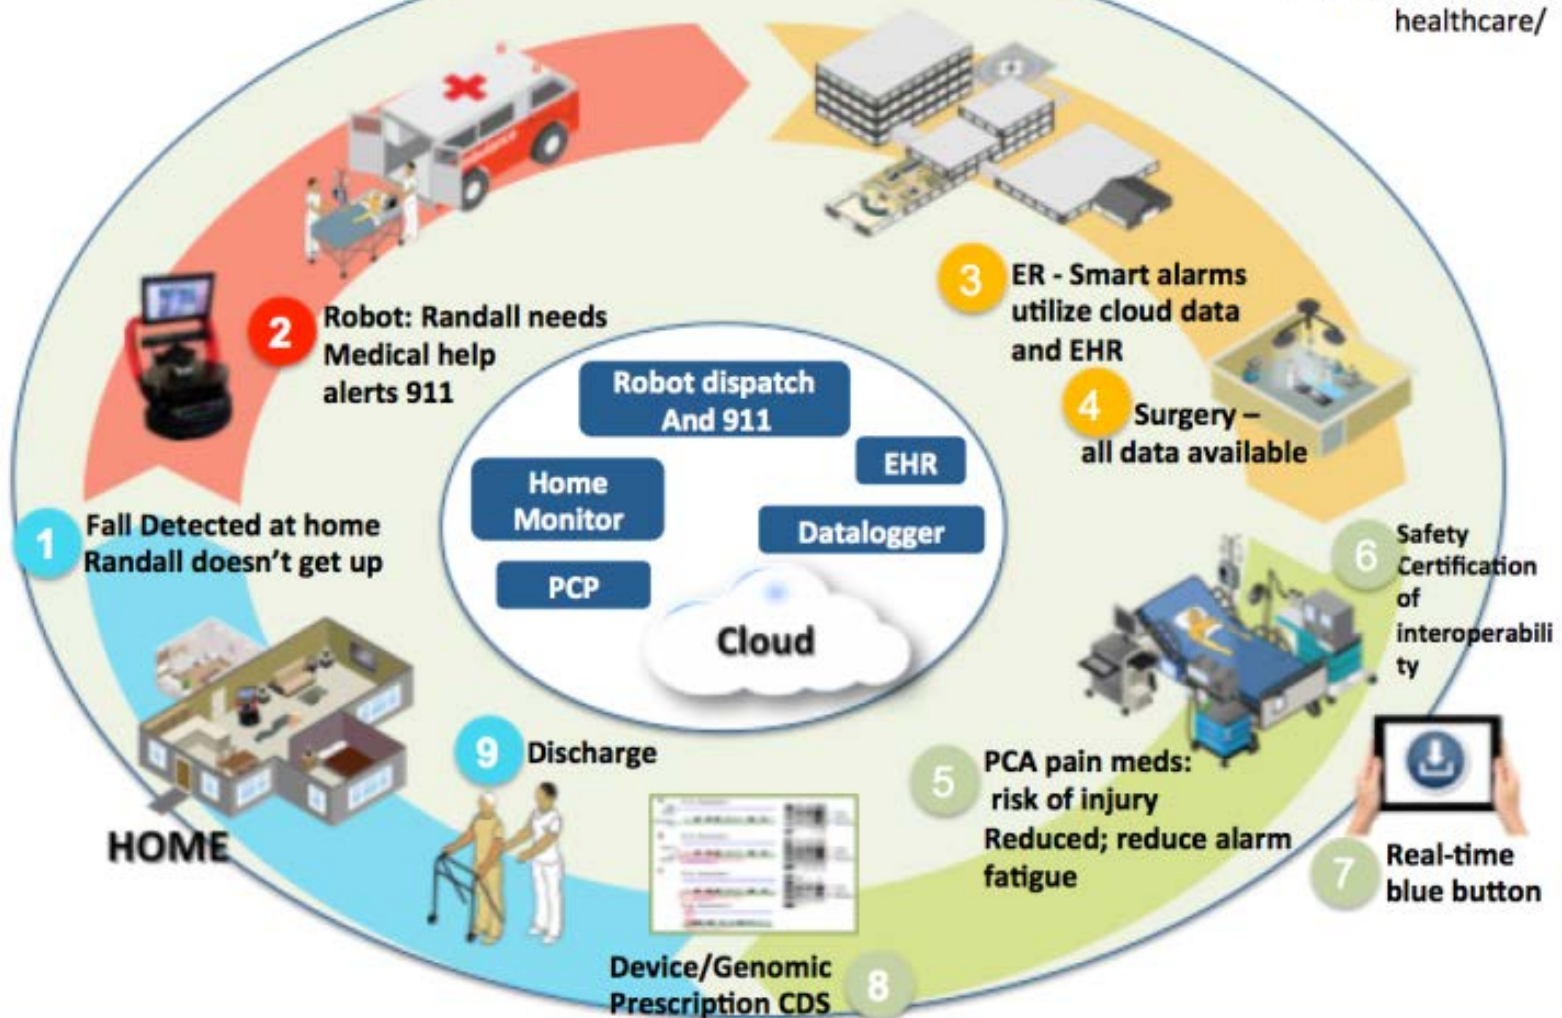 healthcare/
1
Fall Detected at home
Randall doesn't get up
2
Robot: Randall needs
Medical help
alerts 911
3
ER - Smart alarms
utilize cloud data
and EHR
4
Surgery –
all data available
Robot dispatch
And 911
EHR
Home
Monitor
Datalogger
PCP
Cloud
6
Safety
Certification
of
interoperabili
ty
5
PCA pain meds:
risk of injury
Reduced; reduce alarm
fatigue
7
Real-time
blue button
8
Device/Genomic
Prescription CDS
9
Discharge
HOME